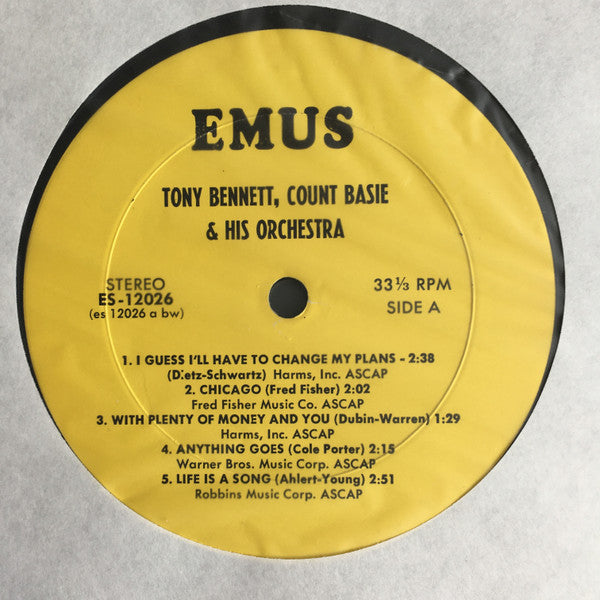 EMUS
TONY BENNETT, COUNT BASIE
& HIS ORCHESTRA
STEREO
ES-12026
(es 12026 a bw)
33⅓ RPM
SIDE A
1. I GUESS I'LL HAVE TO CHANGE MY PLANS - 2:38
(Dietz-Schwartz) Harms, Inc. ASCAP
2. CHICAGO (Fred Fisher) 2:02
Fred Fisher Music Co. ASCAP
3. WITH PLENTY OF MONEY AND YOU (Dubin-Warren) 1:29
Harms, Inc. ASCAP
4. ANYTHING GOES (Cole Porter) 2:15
Warner Bros. Music Corp. ASCAP
5. LIFE IS A SONG (Ahlert-Young) 2:51
Robbins Music Corp. ASCAP